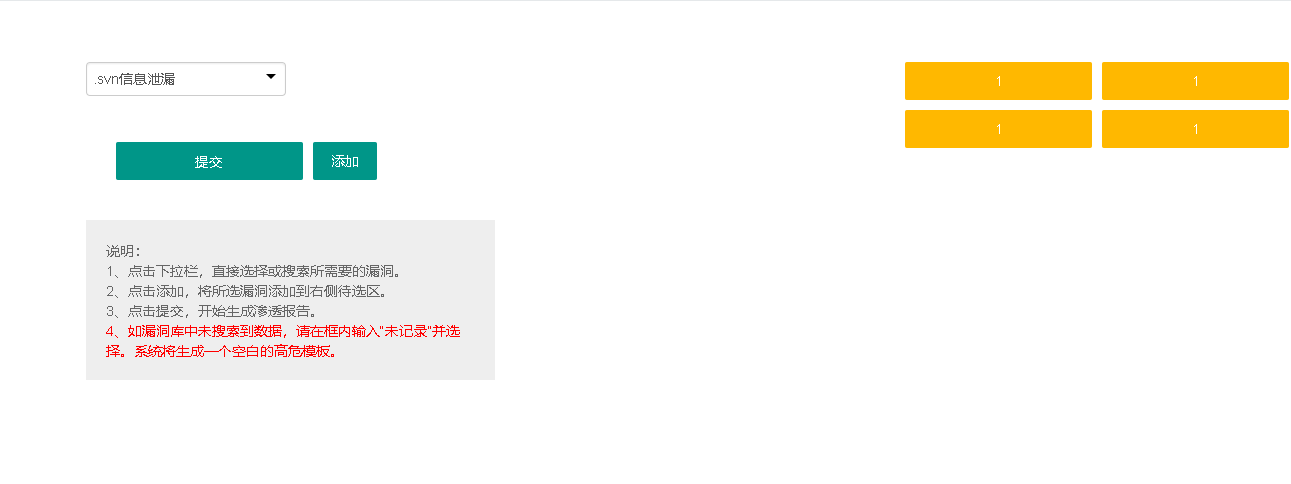 .svn信息泄漏
提交
添加
说明：
1、点击下拉栏，直接选择或搜索所需要的漏洞。
2、点击添加，将所选漏洞添加到右侧待选区。
3、点击提交，开始生成渗透报告。
4、如漏洞库中未搜索到数据，请在框内输入"未记录"并选
择。系统将生成一个空白的高危模板。
1
1
1
1